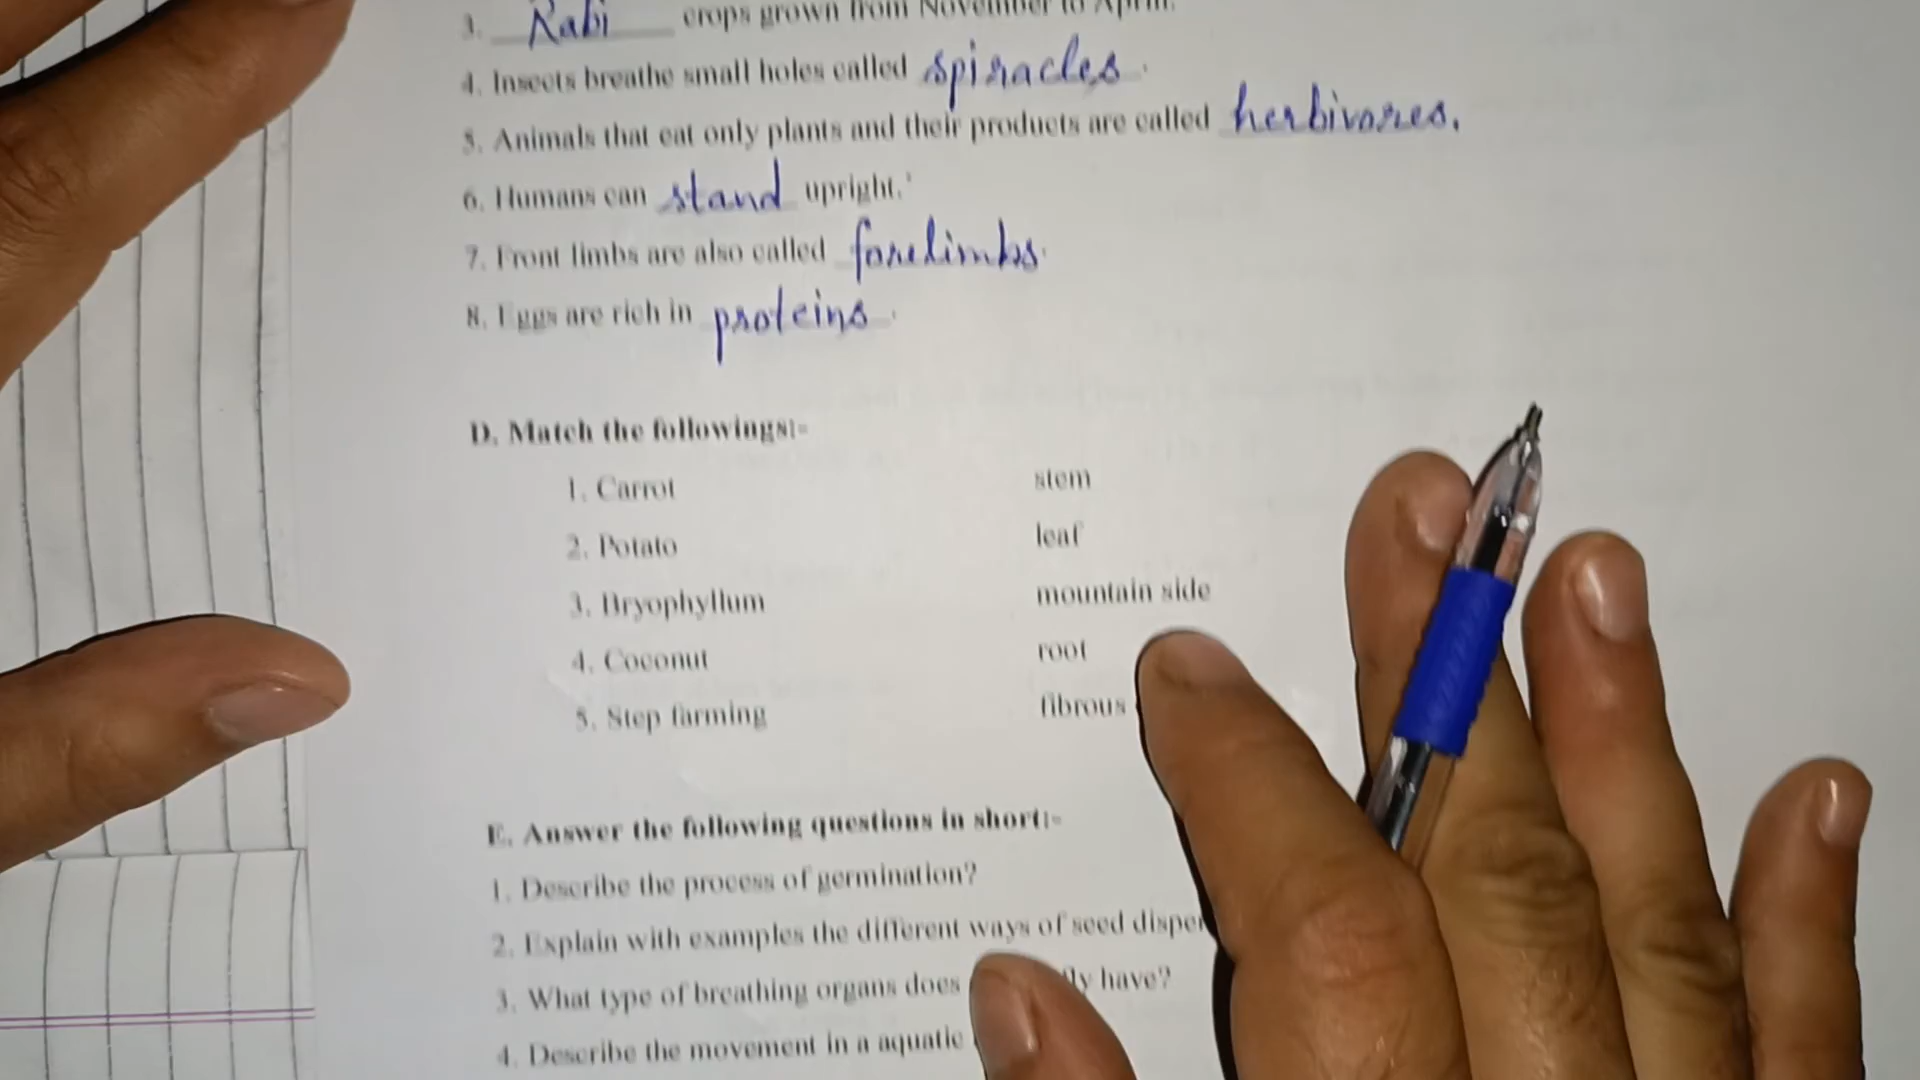 3. Rabi crops grown from November to April.
4. Insects breathe small holes called spiracles.
5. Animals that eat only plants and their products are called herbivores.
6. Humans can stand upright.
7. Front limbs are also called forelimbs.
8. Eggs are rich in proteins.
D. Match the followings:-
1. Carrot stem
2. Potato leaf
3. Bryophyllum mountain side
4. Coconut root
5. Step farming fibrous
E. Answer the following questions in short:-
1. Describe the process of germination?
2. Explain with examples the different ways of seed
3. What type of breathing organs does have?
4. Describe the movement in a aquatic